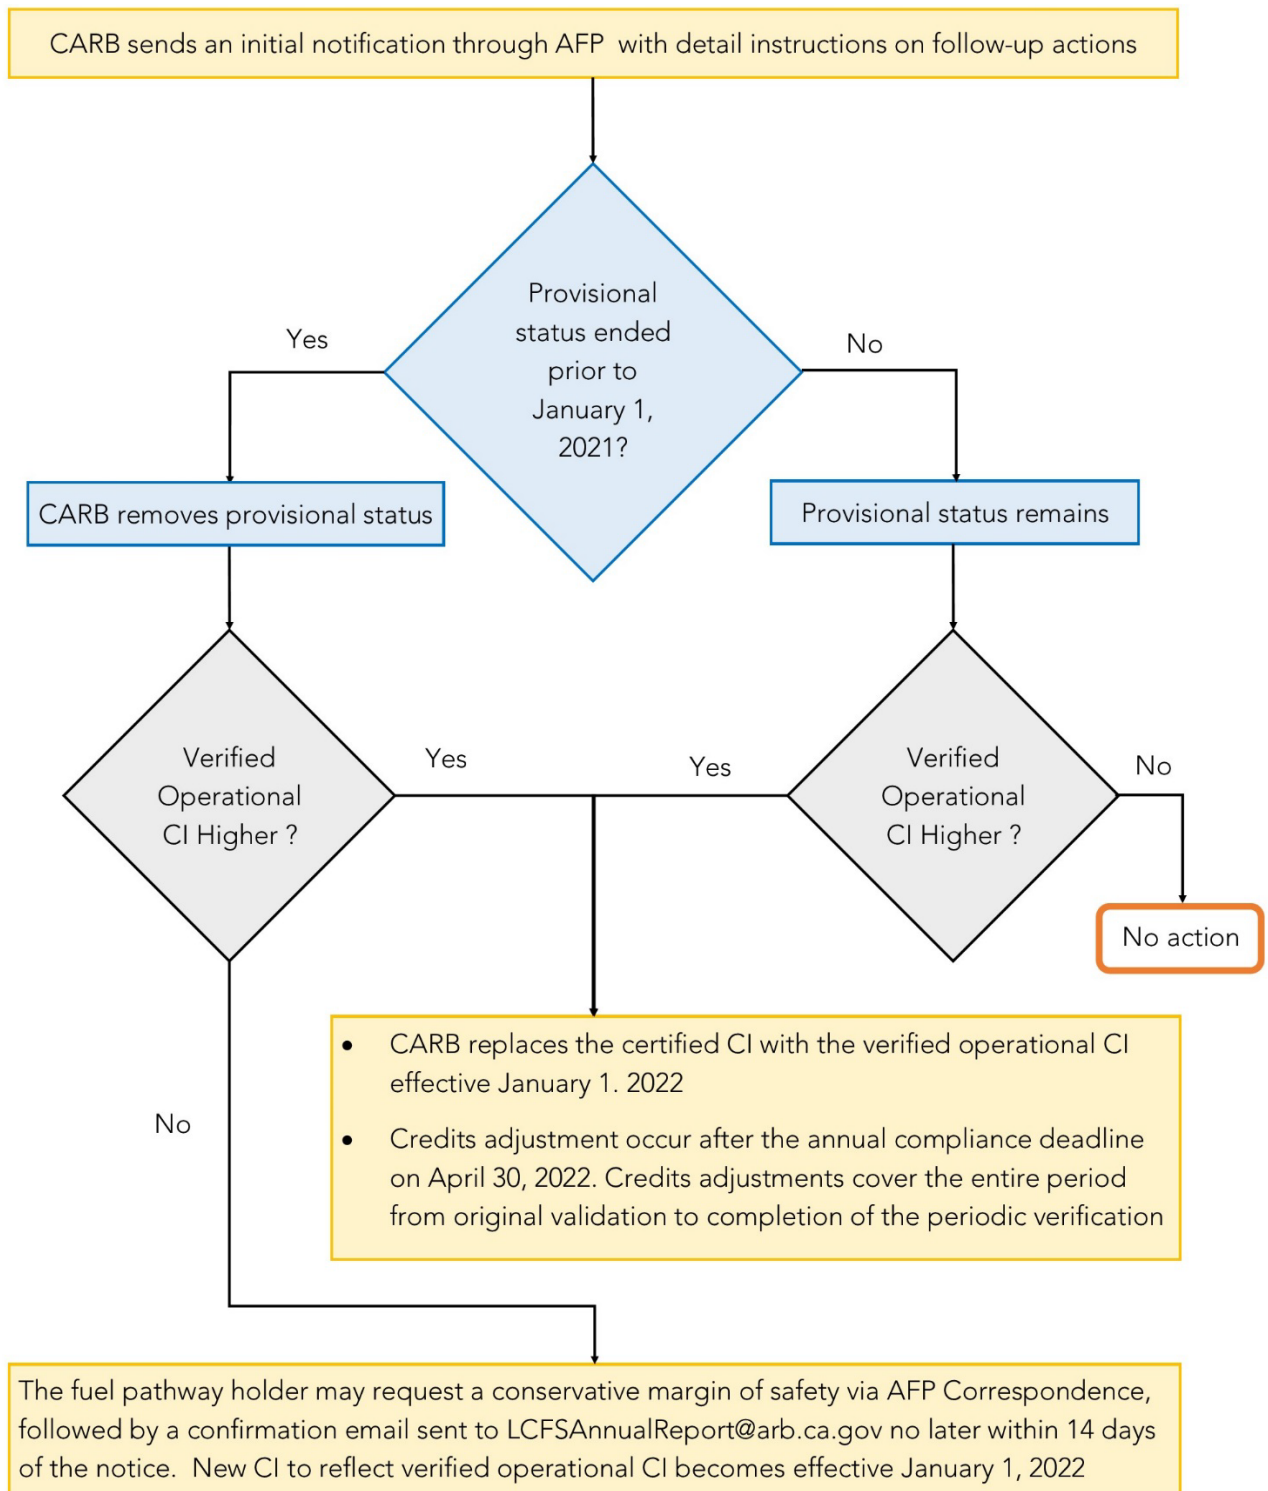 CARB sends an initial notification through AFP with detail instructions on follow-up actions
Provisional
status ended
prior to
January 1,
2021?
Yes
No
CARB removes provisional status
Provisional status remains
Verified
Operational
CI Higher ?
Yes
Yes
Verified
Operational
CI Higher ?
No
No action
• CARB replaces the certified CI with the verified operational CI
effective January 1. 2022
• Credits adjustment occur after the annual compliance deadline
on April 30, 2022. Credits adjustments cover the entire period
from original validation to completion of the periodic verification
No
The fuel pathway holder may request a conservative margin of safety via AFP Correspondence,
followed by a confirmation email sent to LCFSAnnualReport@arb.ca.gov no later within 14 days
of the notice. New CI to reflect verified operational CI becomes effective January 1, 2022